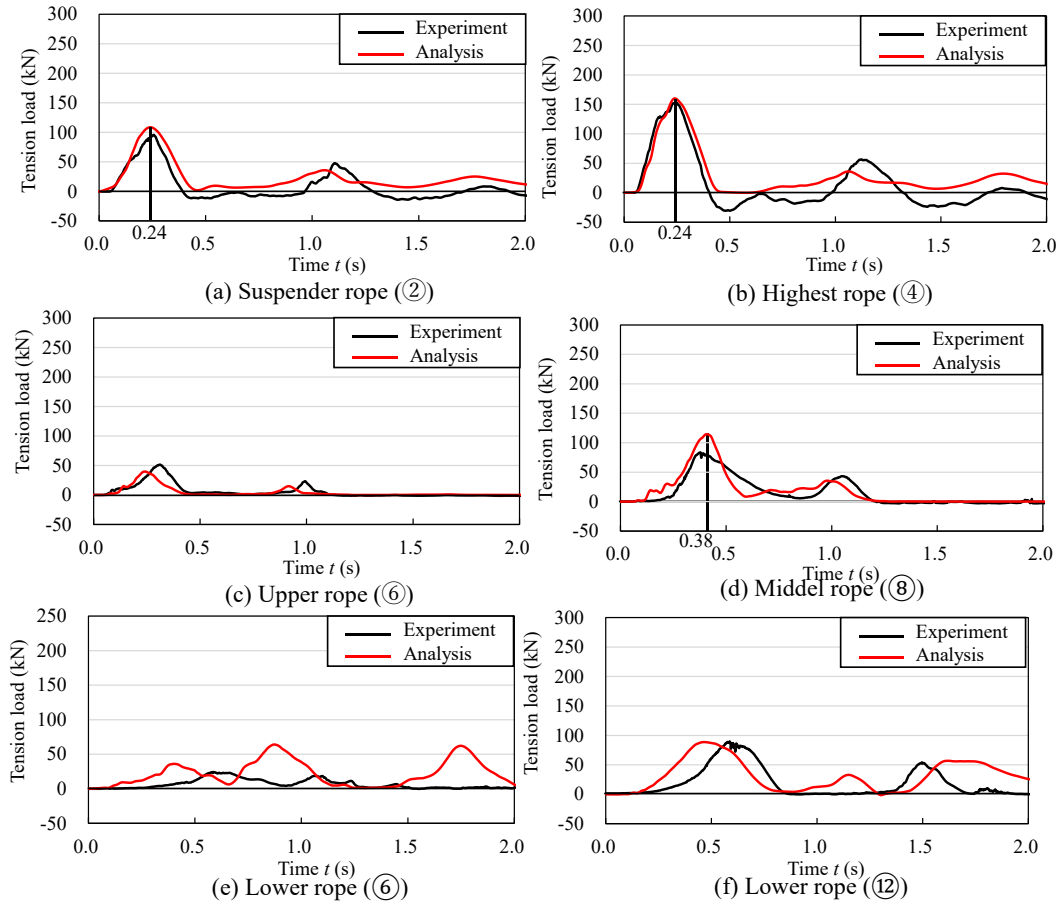 300
250
200
150
100
50
0
-50
Tension load (kN)
Experiment
Analysis
0.24
0.0 0.5 1.0 1.5 2.0
Time t (s)
(a) Suspender rope (②)
300
250
200
150
100
50
0
-50
Tension load (kN)
Experiment
Analysis
0.24
0.0 0.5 1.0 1.5 2.0
Time t (s)
(b) Highest rope (④)
300
250
200
150
100
50
0
-50
Tension load (kN)
Experiment
Analysis
0.0 0.5 1.0 1.5 2.0
Time t (s)
(c) Upper rope (⑥)
300
250
200
150
100
50
0
-50
Tension load (kN)
Experiment
Analysis
0.38
0.0 0.5 1.0 1.5 2.0
Time t (s)
(d) Middel rope (⑧)
250
200
150
100
50
0
-50
Tension load (kN)
Experiment
Analysis
0.0 0.5 1.0 1.5 2.0
Time t (s)
(e) Lower rope (⑥)
300
250
200
150
100
50
0
-50
Tension load (kN)
Experiment
Analysis
0.0 0.5 1.0 1.5 2.0
Time t (s)
(f) Lower rope (⑫)